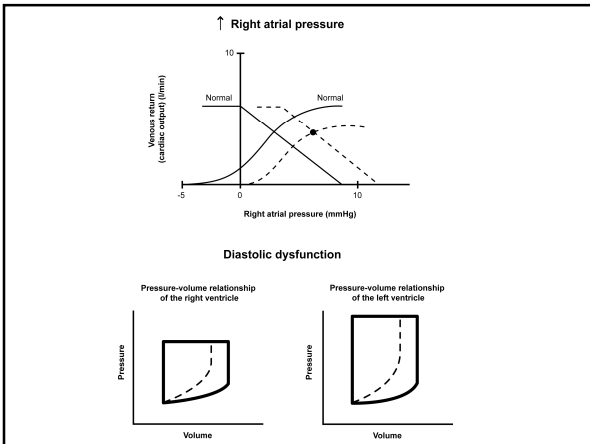 ↑ Right atrial pressure
10
Normal
Normal
Venous return
(cardiac output) (l/min)
-5
0
10
Right atrial pressure (mmHg)
Diastolic dysfunction
Pressure-volume relationship
of the right ventricle
Pressure
Volume
Pressure-volume relationship
of the left ventricle
Pressure
Volume